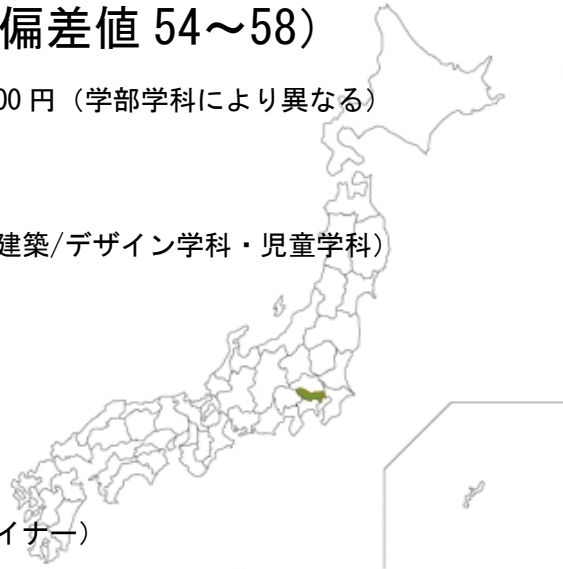 偏差値 54～58）
00 円（学部学科により異なる）
建築/デザイン学科・児童学科）
イナー）